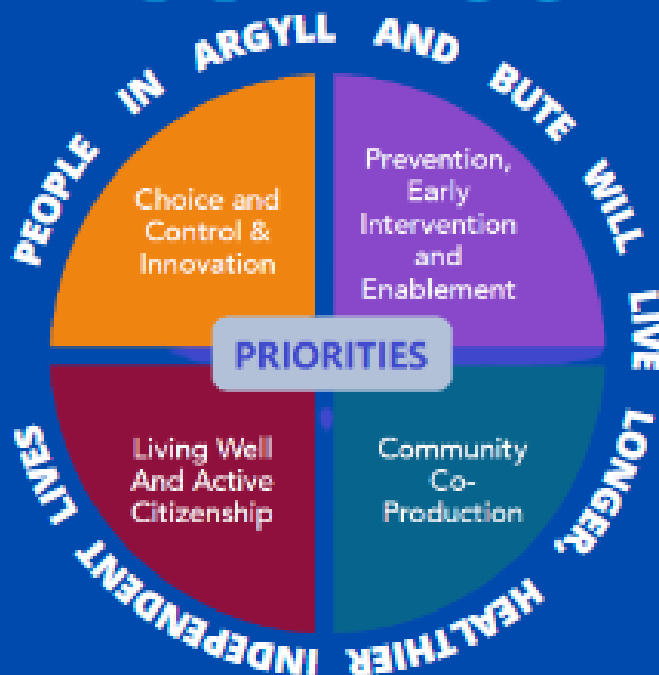 PEOPLE IN ARGYLL AND BUTE WILL LIVE LONGER, HEALTHIER INDEPENDENT LIVES
Choice and
Control &
Innovation
Prevention,
Early
Intervention
and
Enablement
PRIORITIES
Living Well
And Active
Citizenship
Community
Co-
Production